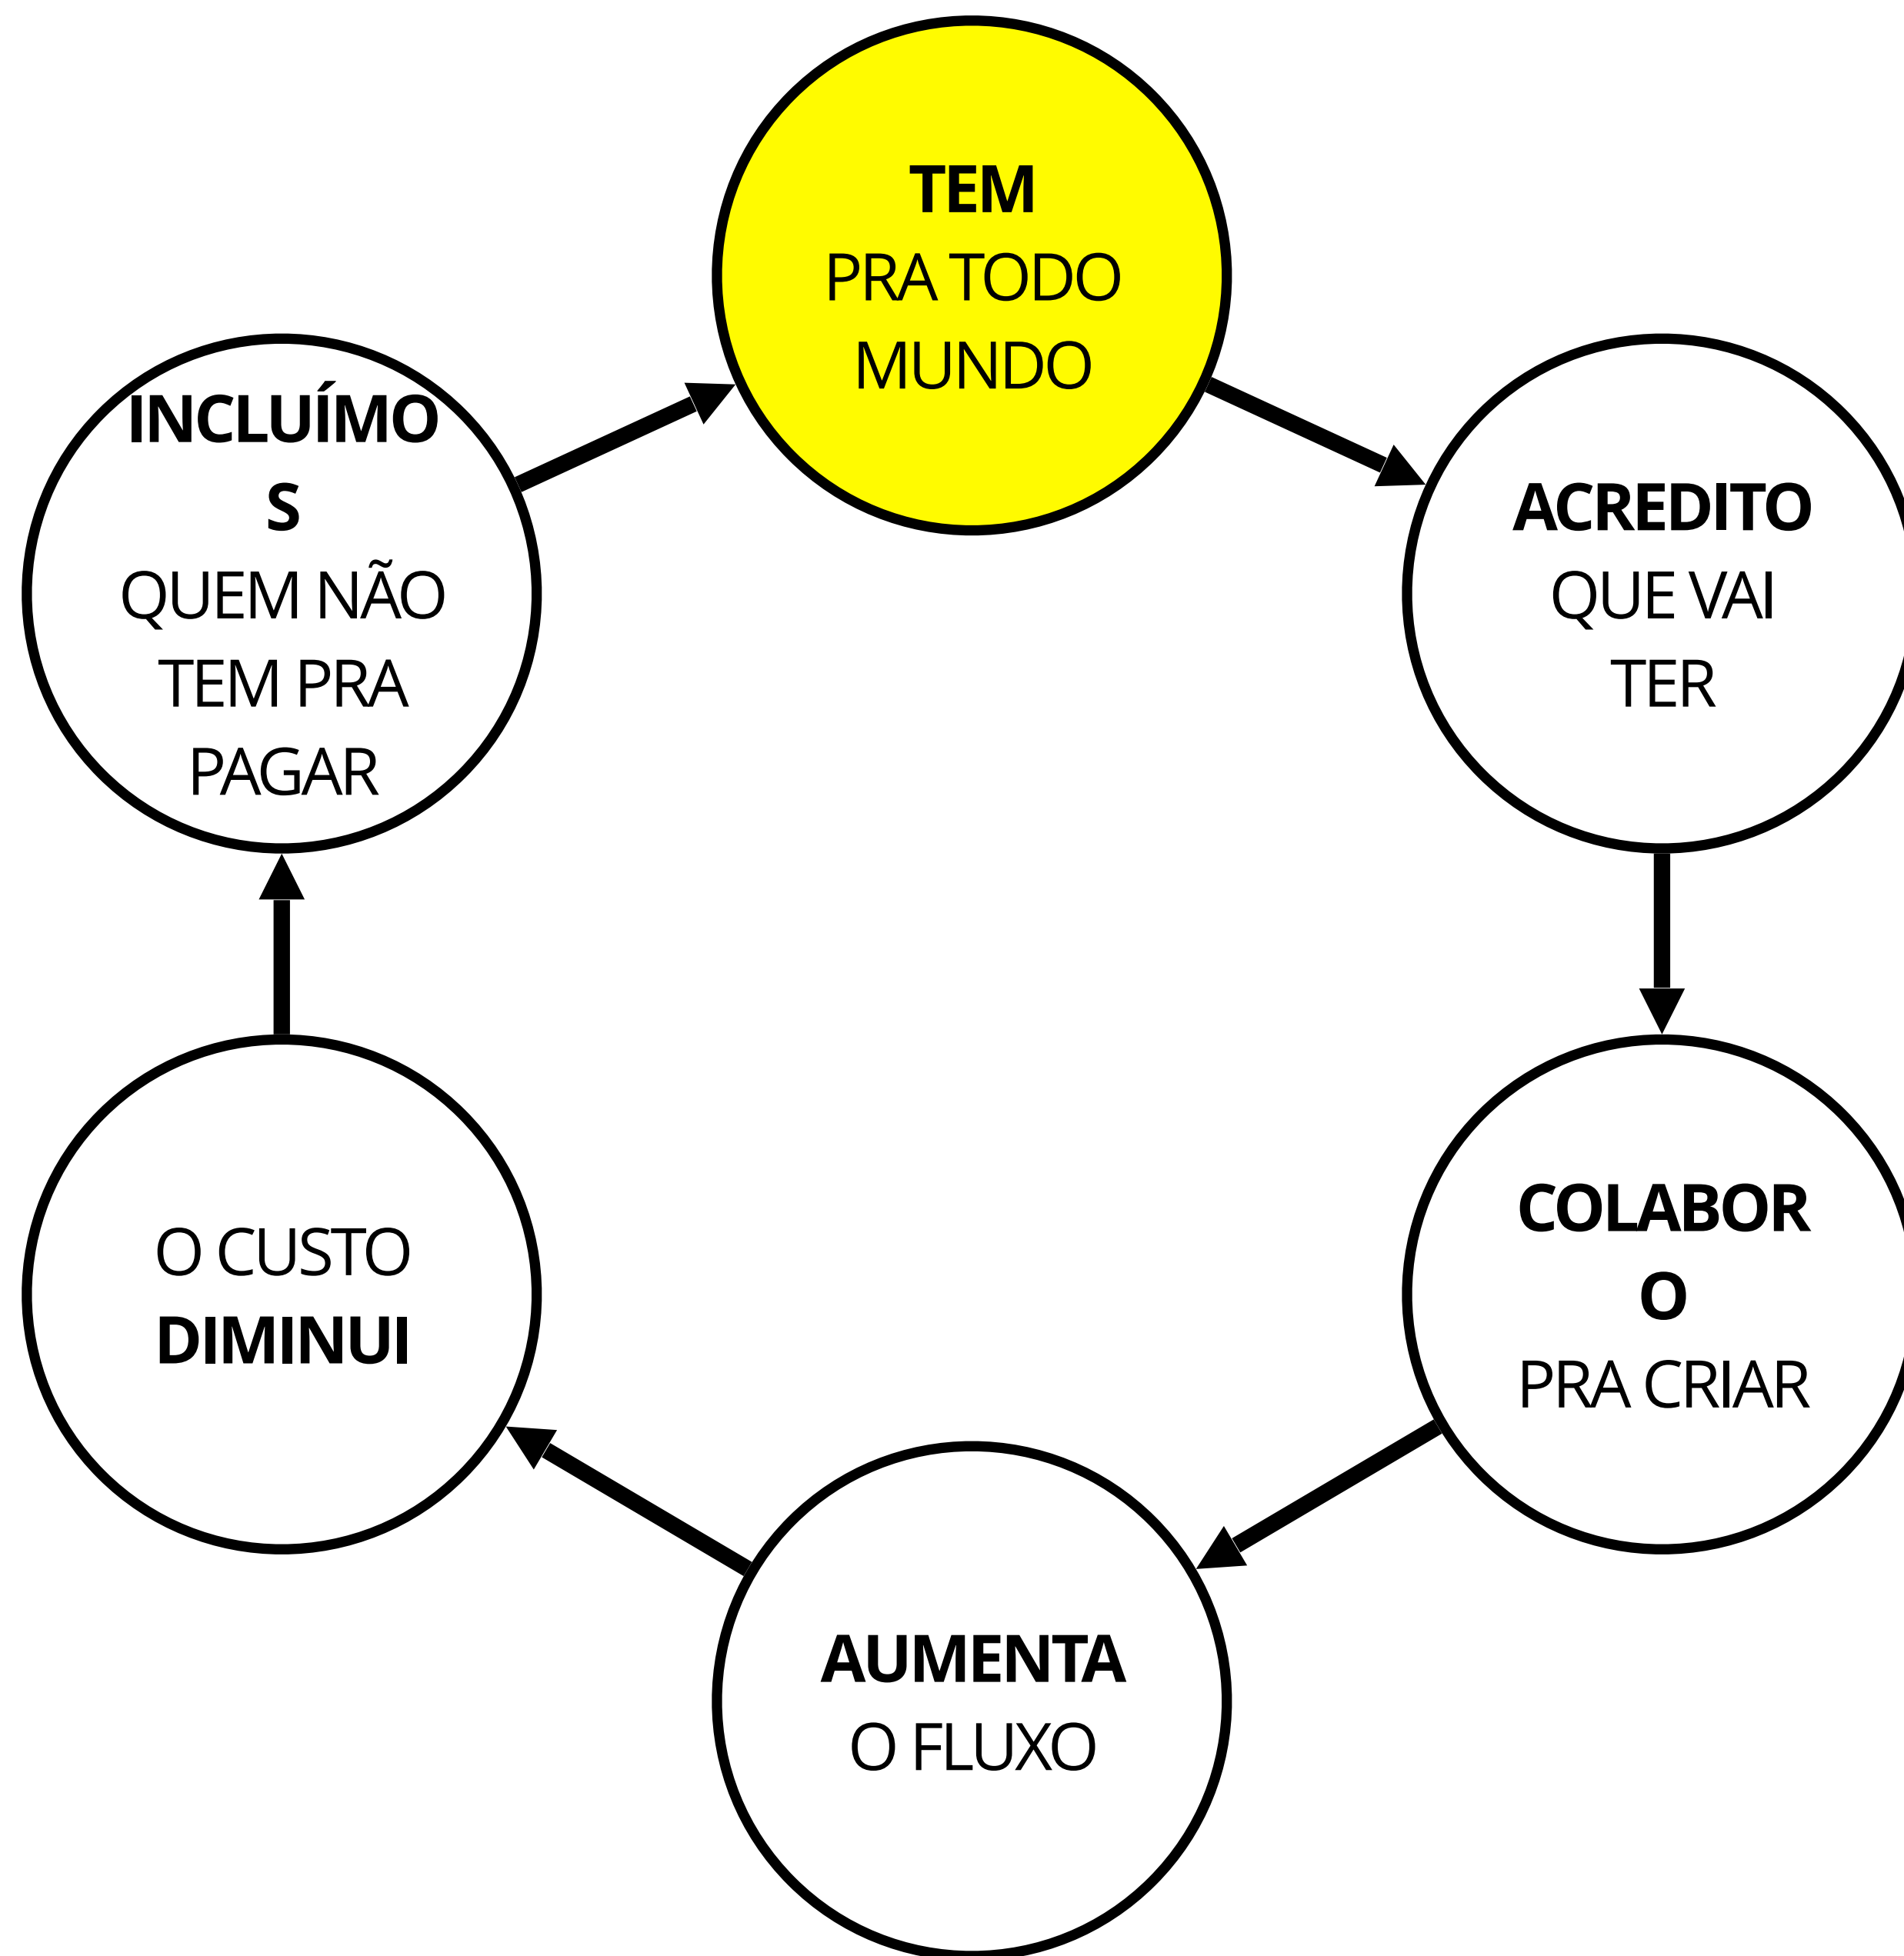 TEM
PRA TODO
MUNDO
ACREDITO
QUE VAI
TER
COLABOR
O
PRA CRIAR
AUMENTA
O FLUXO
O CUSTO
DIMINUI
INCLUÍMO
S
QUEM NÃO
TEM PRA
PAGAR